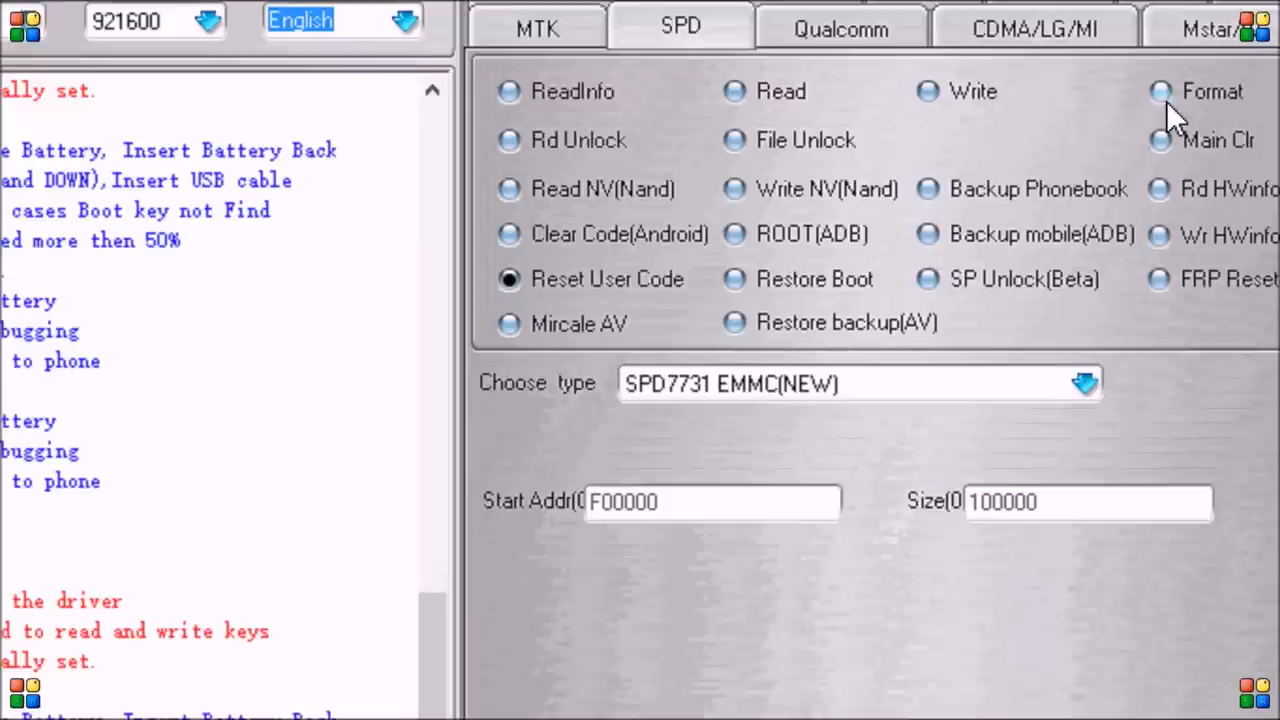 921600 English
MTK SPD Qualcomm CDMA/LG/MI Mstar/
ally set.
e Battery, Insert Battery Back
and DOWN),Insert USB cable
cases Boot key not Find
ed more then 50%
ttery
bugging
to phone
ttery
bugging
to phone
the driver
d to read and write keys
ally set.
Battery, Insert Battery Back
ReadInfo Read Write Format
Rd Unlock File Unlock Main Clr
Read NV(Nand) Write NV(Nand) Backup Phonebook Rd HWinfo
Clear Code(Android) ROOT(ADB) Backup mobile(ADB) Wr HWinfo
Reset User Code Restore Boot SP Unlock(Beta) FRP Reset
Mircale AV Restore backup(AV)
Choose type SPD7731 EMMC(NEW)
Start Addr(0 F00000 Size(0 100000